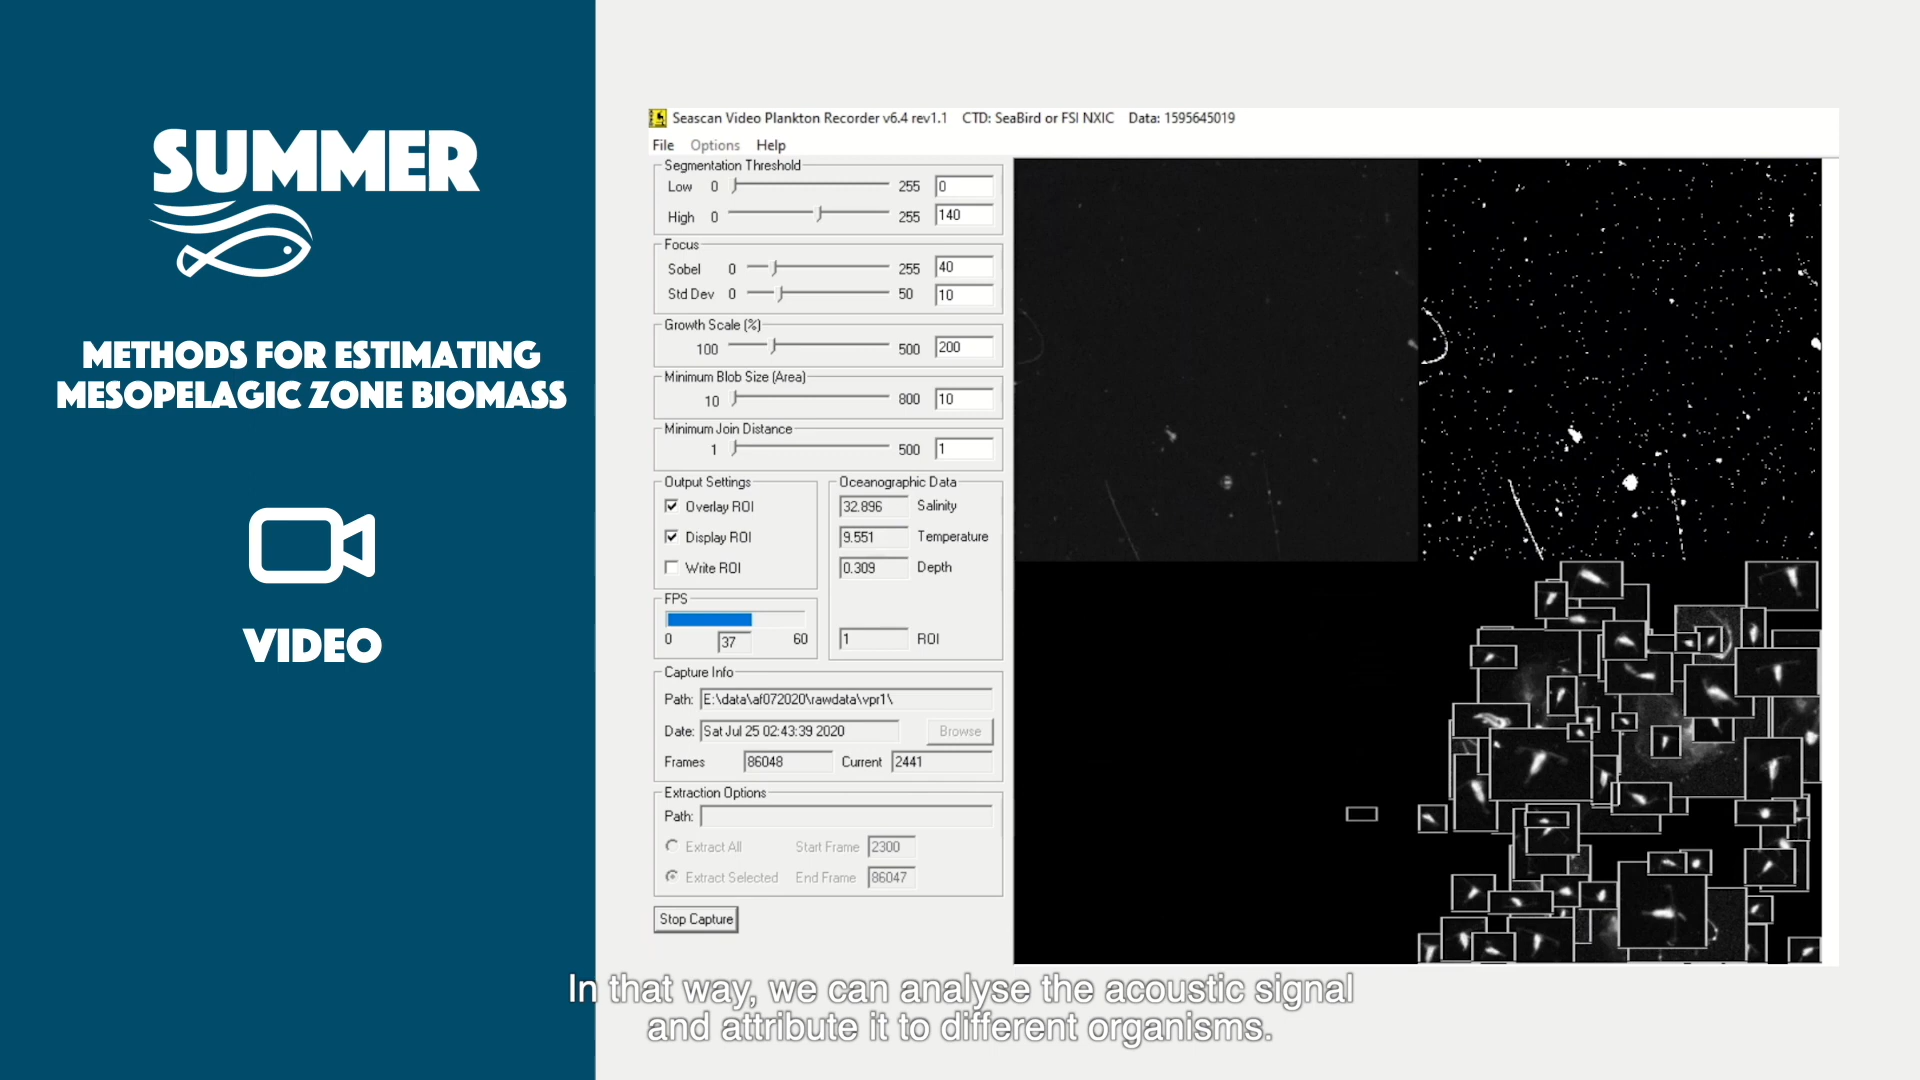 SUMMER
METHODS FOR ESTIMATING
MESOPELAGIC ZONE BIOMASS
VIDEO
Seascan Video Plankton Recorder v6.4 rev1.1 CTD: SeaBird or FSI NXIC Data: 1595645019
File Options Help
Segmentation Threshold
Low 0 255 0
High 0 255 140
Focus
Sobel 0 255 40
Std Dev 0 50 10
Growth Scale (%)
100 500 200
Minimum Blob Size (Area)
10 800 10
Minimum Join Distance
1 500 1
Output Settings
Overlay ROI
Display ROI
Write ROI
Oceanographic Data
32.896 Salinity
9.551 Temperature
0.309 Depth
1 ROI
FPS
0 37 60
Capture Info
Path: E:\data\af072020\rawdata\vpr1\
Date: Sat Jul 25 02:43:39 2020 Browse
Frames 86048 Current 2441
Extraction Options
Path:
Extract All Start Frame 2300
Extract Selected End Frame 86047
Stop Capture
In that way, we can analyse the acoustic signal
and attribute it to different organisms.